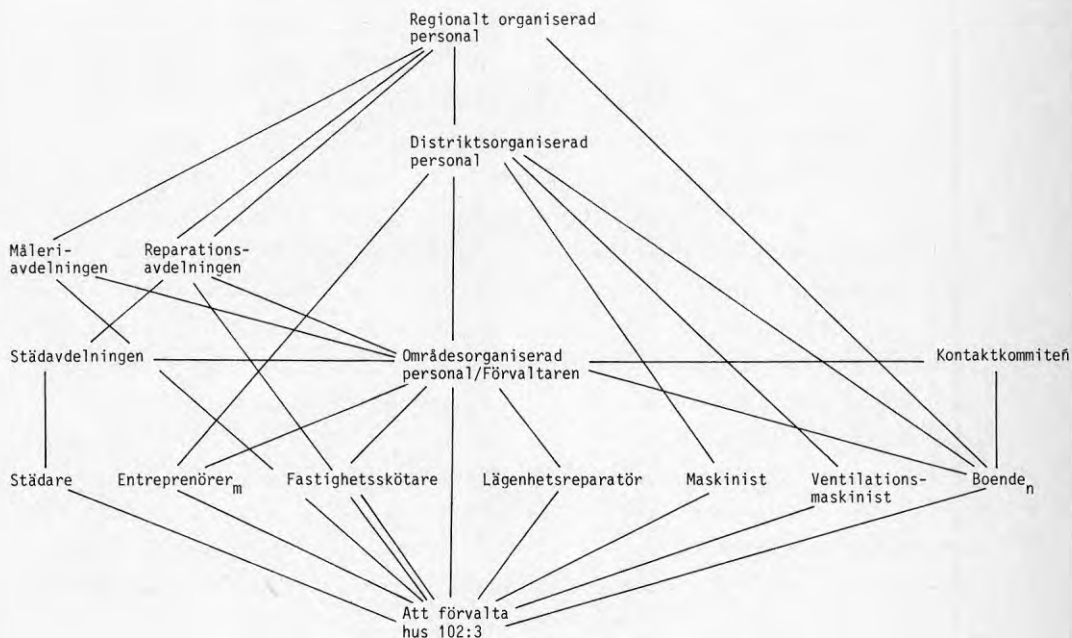 Regionalt organiserad
personal
Distriktsorganiserad
personal
Måleri-
avdelningen
Reparations-
avdelningen
Städavdelningen
Områdesorganiserad
personal/Förvaltaren
Kontaktkommitén
Städare
Entreprenörer m
Fastighetsskötare
Lägenhetsreparatör
Maskinist
Ventilations-
maskinist
Boende n
Att förvalta
hus 102:3